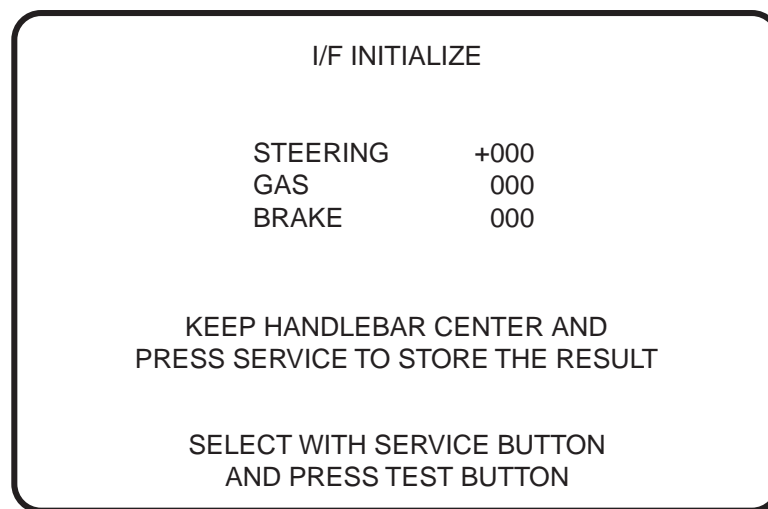 I/F INITIALIZE
STEERING +000
GAS 000
BRAKE 000
KEEP HANDLEBAR CENTER AND
PRESS SERVICE TO STORE THE RESULT
SELECT WITH SERVICE BUTTON
AND PRESS TEST BUTTON